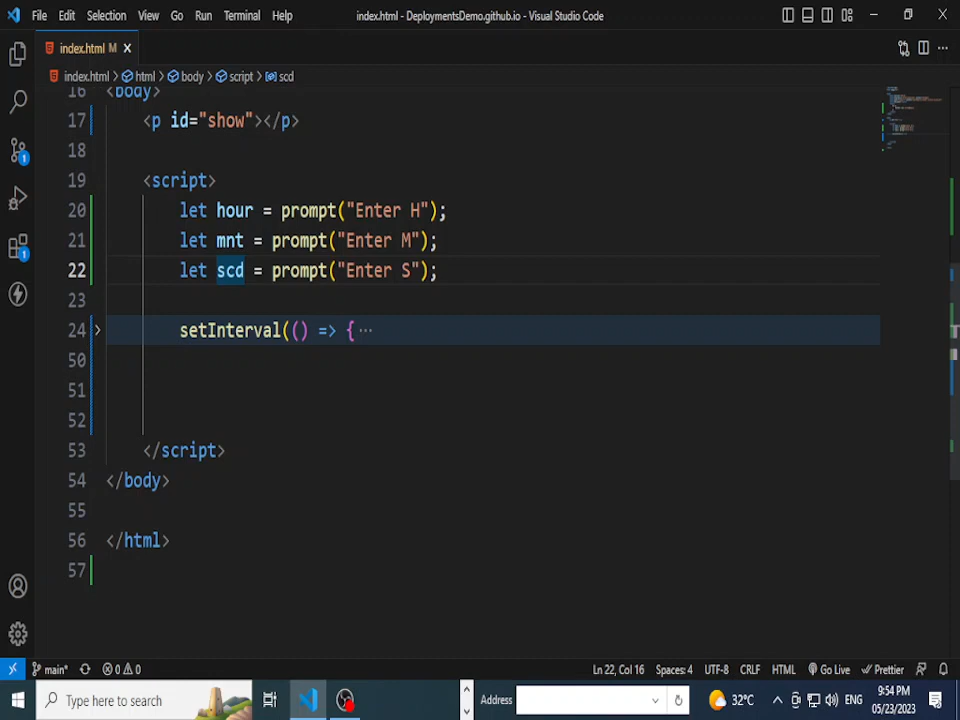 File Edit Selection View Go Run Terminal Help index.html - DeploymentsDemo.github.io - Visual Studio Code
index.html M
index.html > html > body > script > scd
16 <body>
17 <p id="show"></p>
18
19 <script>
20 let hour = prompt("Enter H");
21 let mnt = prompt("Enter M");
22 let scd = prompt("Enter S");
23
24 setInterval(() => { ···
50
51
52
53 </script>
54 </body>
55
56 </html>
57
1
1
main* 0 0 Ln 22, Col 16 Spaces: 4 UTF-8 CRLF HTML Go Live Prettier
Type here to search Address 32°C ENG 9:54 PM
05/23/2023